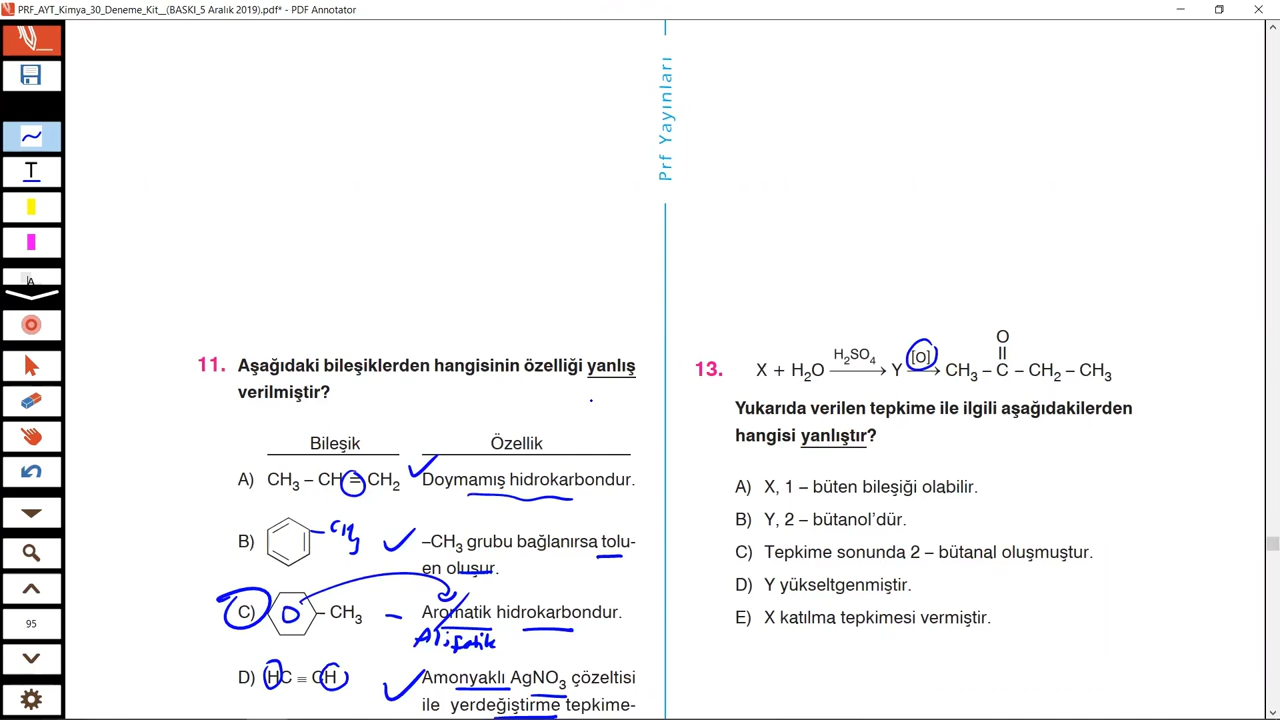 PRF_AYT_Kimya_30_Deneme_Kit__(BASKI_5 Aralık 2019).pdf* - PDF Annotator
T
A
95
Prf Yayınları
11. Aşağıdaki bileşiklerden hangisinin özelliği yanlış
verilmiştir?
Bileşik Özellik
A) CH3 – CH = CH2 Doymamış hidrokarbondur.
B) CH3 –CH3 grubu bağlanırsa tolu-
en oluşur.
C) – CH3 – Aromatik hidrokarbondur.
Alifatik
D) HC ≡ CH Amonyaklı AgNO3 çözeltisi
ile yerdeğiştirme tepkime-
O
13. X + H2O H2SO4 → Y [O] → CH3 – C – CH2 – CH3
Yukarıda verilen tepkime ile ilgili aşağıdakilerden
hangisi yanlıştır?
A) X, 1 – büten bileşiği olabilir.
B) Y, 2 – bütanol’dür.
C) Tepkime sonunda 2 – bütanal oluşmuştur.
D) Y yükseltgenmiştir.
E) X katılma tepkimesi vermiştir.